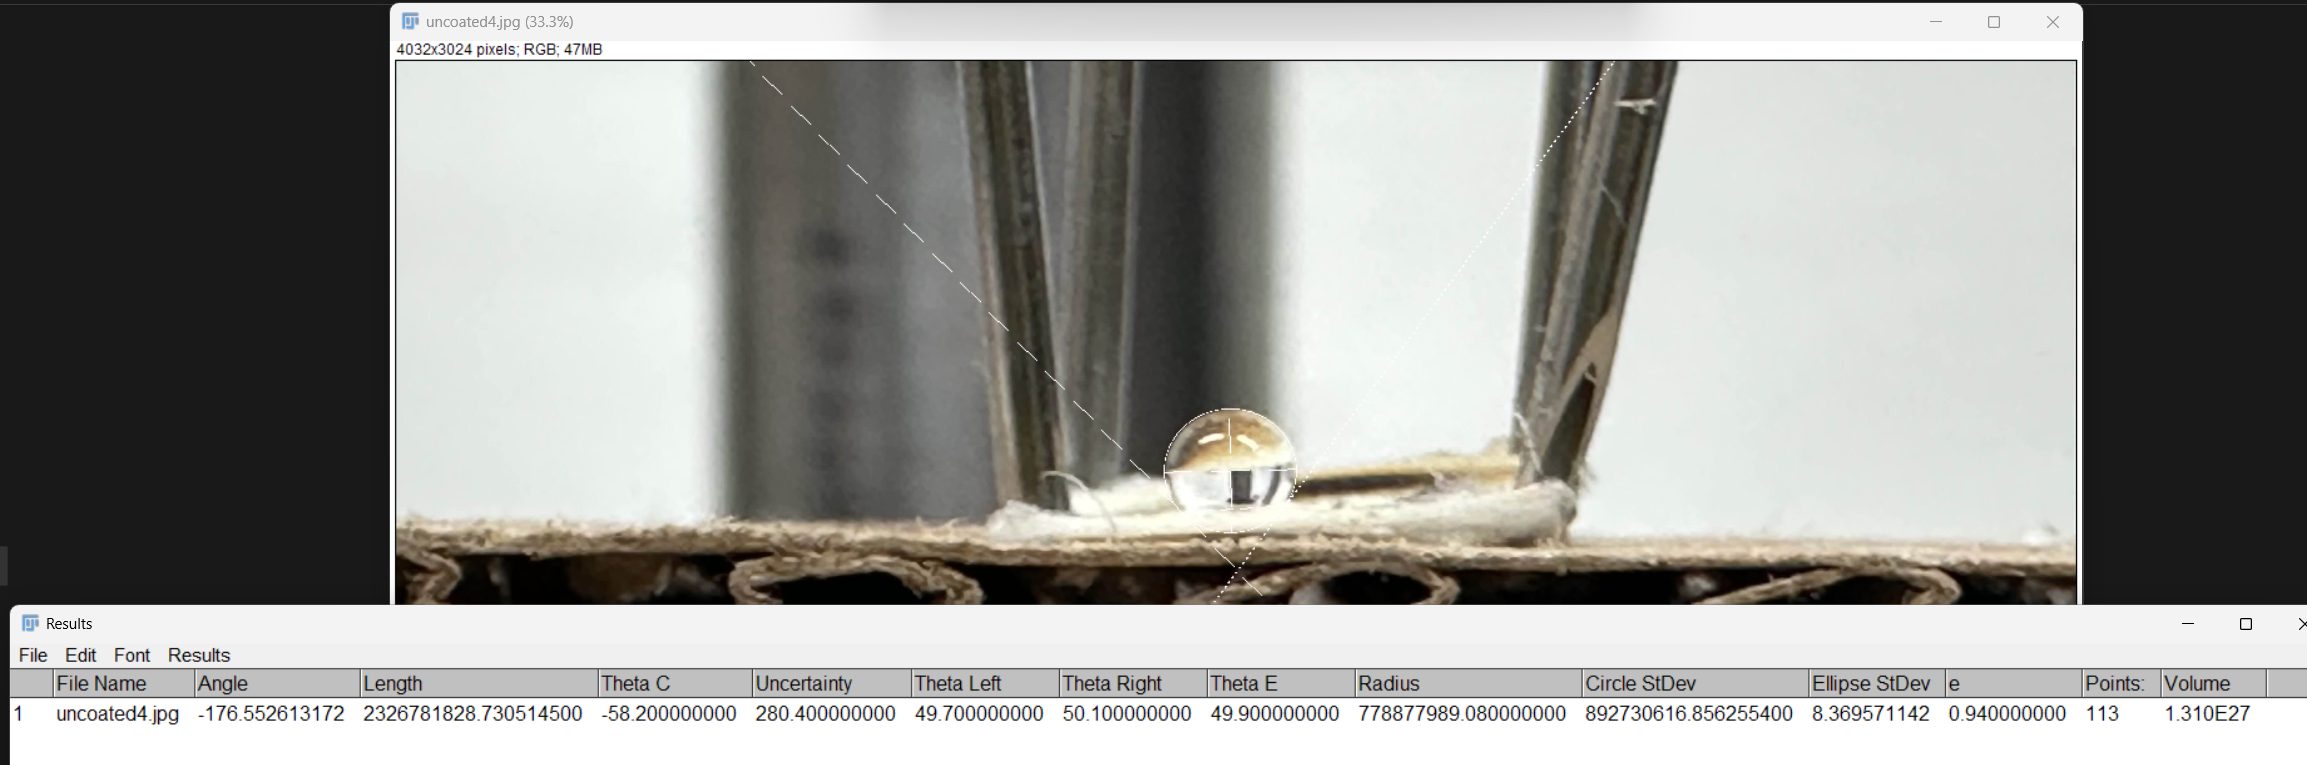 uncoated4.jpg (33.3%)
4032x3024 pixels; RGB; 47MB
Results
File Edit Font Results
File Name Angle Length Theta C Uncertainty Theta Left Theta Right Theta E Radius Circle StDev Ellipse StDev e Points: Volume
1 uncoated4.jpg -176.552613172 2326781828.730514500 -58.200000000 280.400000000 49.700000000 50.100000000 49.900000000 778877989.080000000 892730616.856255400 8.369571142 0.940000000 113 1.310E27